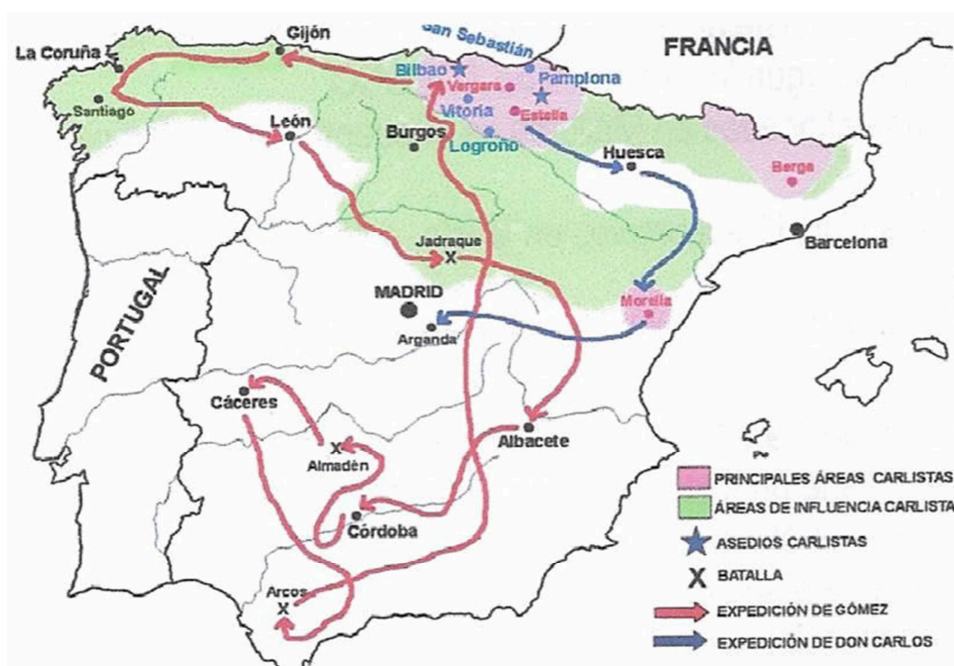 San Sebastián
Gijón
La Coruña
FRANCIA
Bilbao
Pamplona
Vergara
Santiago
Vitoria
Estella
León
Burgos
Logroño
Huesca
Berga
Barcelona
Jadraque
X
MADRID
Morella
PORTUGAL
Arganda
Cáceres
Albacete
X
Almadèn
Córdoba
Arcos
X
PRINCIPALES ÁREAS CARLISTAS
ÁREAS DE INFLUENCIA CARLISTA
ASEDIOS CARLISTAS
X BATALLA
EXPEDICIÓN DE GÓMEZ
EXPEDICIÓN DE DON CARLOS